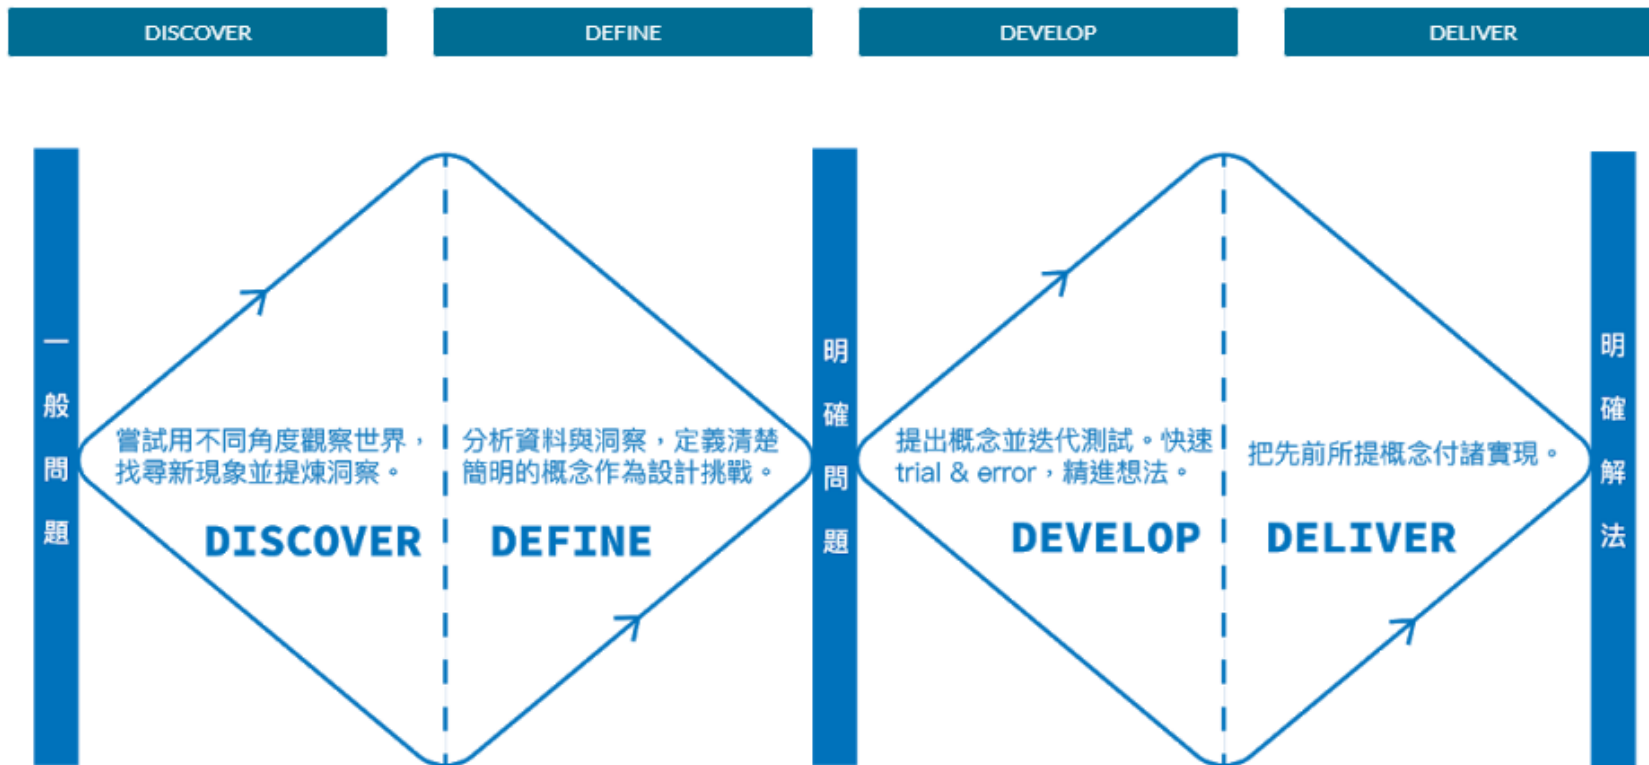 DISCOVER
DEFINE
DEVELOP
DELIVER
一般問題
嘗試用不同角度觀察世界，
找尋新現象並提煉洞察。
DISCOVER
分析資料與洞察，定義清楚
簡明的概念作為設計挑戰。
DEFINE
明確問題
提出概念並迭代測試。快速
trial & error，精進想法。
DEVELOP
把先前所提概念付諸實現。
DELIVER
明確解法